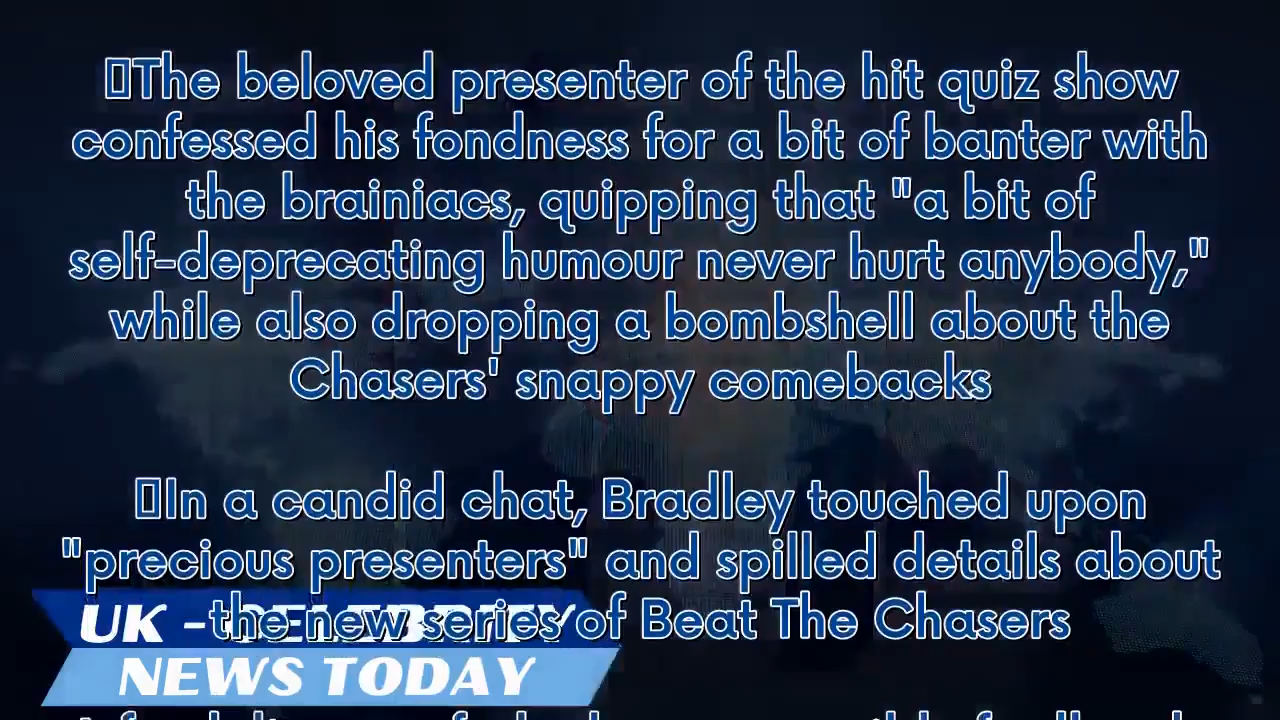 The beloved presenter of the hit quiz show
confessed his fondness for a bit of banter with
the brainiacs, quipping that "a bit of
self-deprecating humour never hurt anybody,"
while also dropping a bombshell about the
Chasers' snappy comebacks
In a candid chat, Bradley touched upon
"precious presenters" and spilled details about
the new series of Beat The Chasers
UK - CELEBRITY
NEWS TODAY